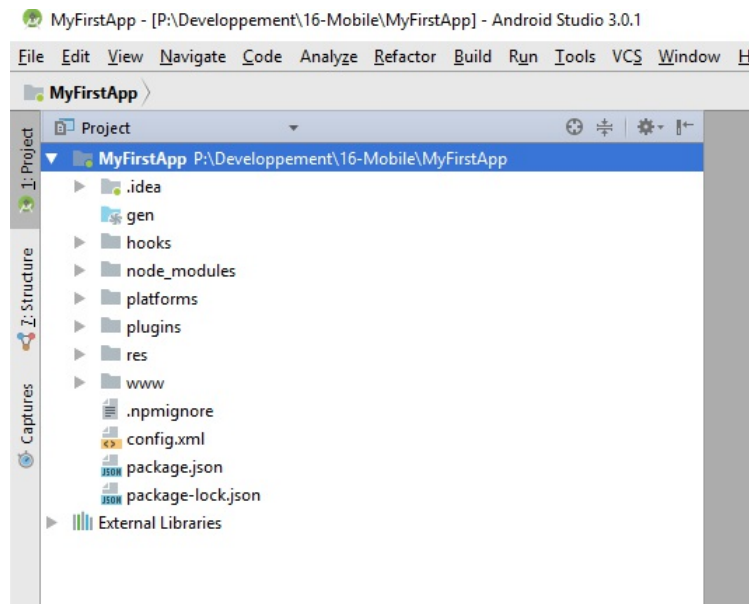 MyFirstApp - [P:\Developpement\16-Mobile\MyFirstApp] - Android Studio 3.0.1
File Edit View Navigate Code Analyze Refactor Build Run Tools VCS Window H
MyFirstApp
Project
1: Project
Z: Structure
Captures
MyFirstApp P:\Developpement\16-Mobile\MyFirstApp
.idea
gen
hooks
node_modules
platforms
plugins
res
www
.npmignore
config.xml
JSON package.json
JSON package-lock.json
External Libraries